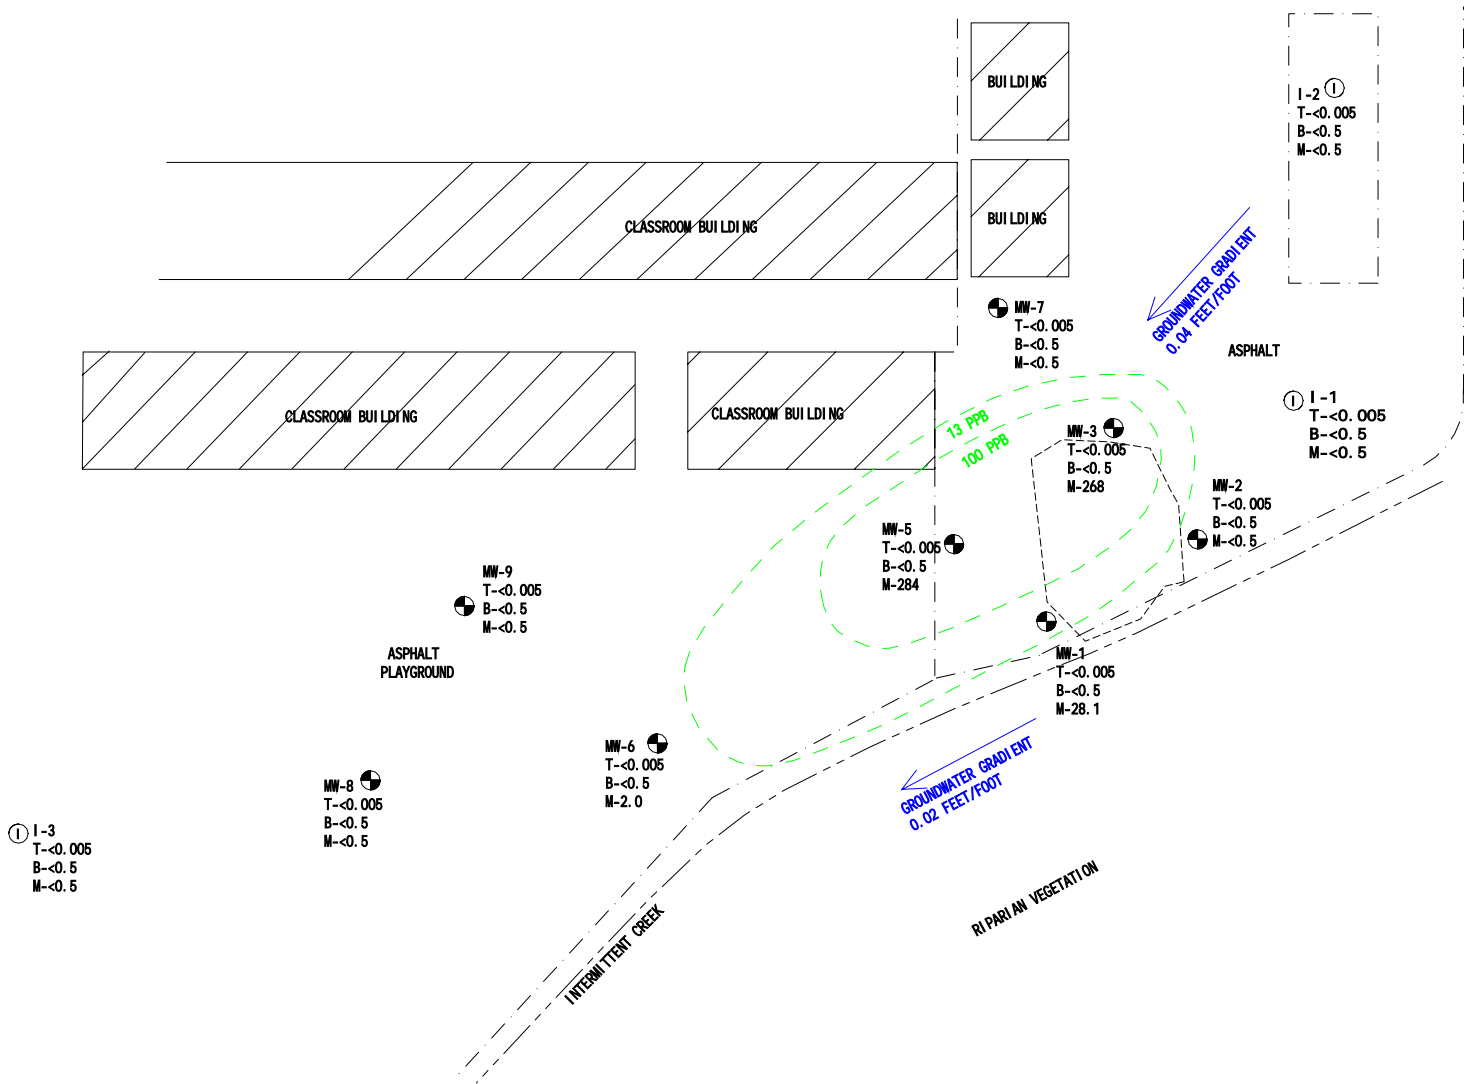 BUILDING
I-2
I
T-<0.005
B-<0.5
M-<0.5
CLASSROOM BUILDING
BUILDING
GROUNDWATER GRADIENT
0.04 FEET/FOOT
MW-7
T-<0.005
B-<0.5
M-<0.5
ASPHALT
CLASSROOM BUILDING
CLASSROOM BUILDING
13 PPB
100 PPB
MW-3
T-<0.005
B-<0.5
M-268
I
I-1
T-<0.005
B-<0.5
M-<0.5
MW-2
T-<0.005
B-<0.5
M-<0.5
MW-5
T-<0.005
B-<0.5
M-284
MW-9
T-<0.005
B-<0.5
M-<0.5
ASPHALT
PLAYGROUND
MW-1
T-<0.005
B-<0.5
M-28.1
MW-6
T-<0.005
B-<0.5
M-2.0
GROUNDWATER GRADIENT
0.02 FEET/FOOT
MW-8
T-<0.005
B-<0.5
M-<0.5
I
I-3
T-<0.005
B-<0.5
M-<0.5
RIPARIAN VEGETATION
INTERMITTENT CREEK